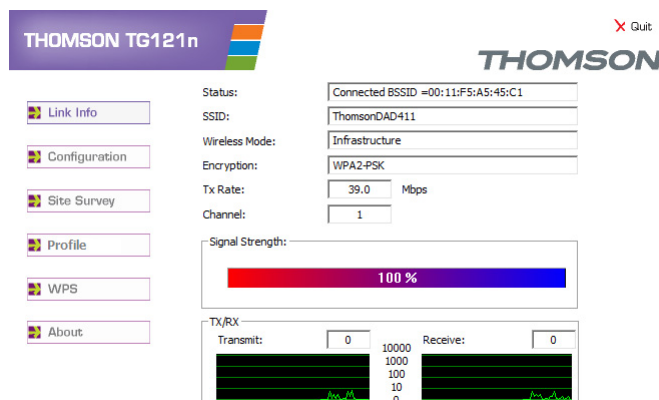 THOMSON TG121n
Quit
THOMSON
Link Info
Configuration
Site Survey
Profile
WPS
About
Status: Connected BSSID =00:11:F5:A5:45:C1
SSID: ThomsonDAD411
Wireless Mode: Infrastructure
Encryption: WPA2-PSK
Tx Rate: 39.0 Mbps
Channel: 1
Signal Strength:
100 %
TX/RX
Transmit: 0
Receive: 0
10000
1000
100
10
0